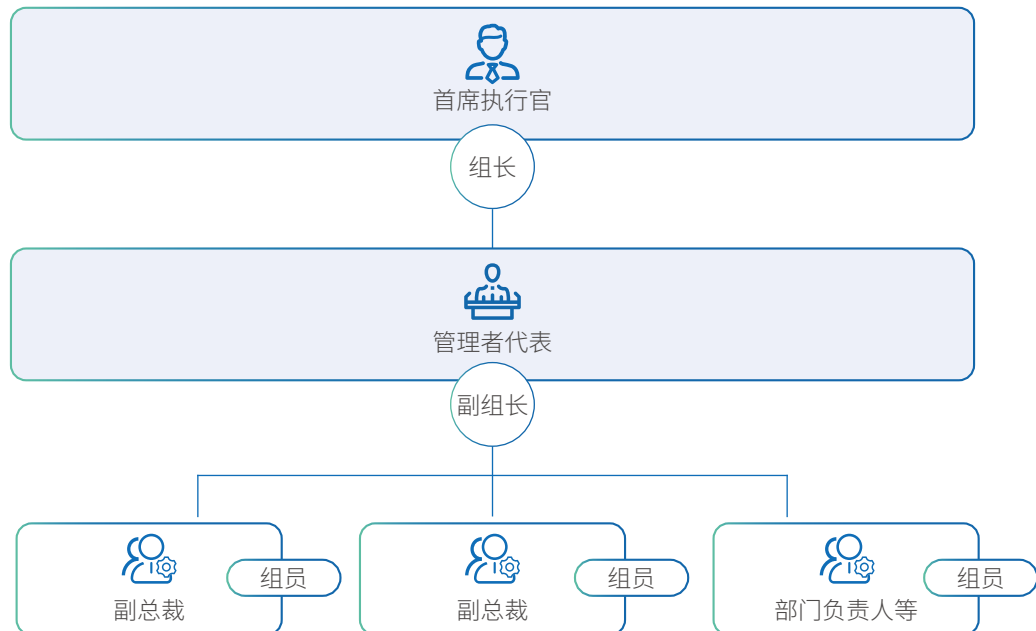 首席执行官
组长
管理者代表
副组长
组员
组员
组员
副总裁
副总裁
部门负责人等